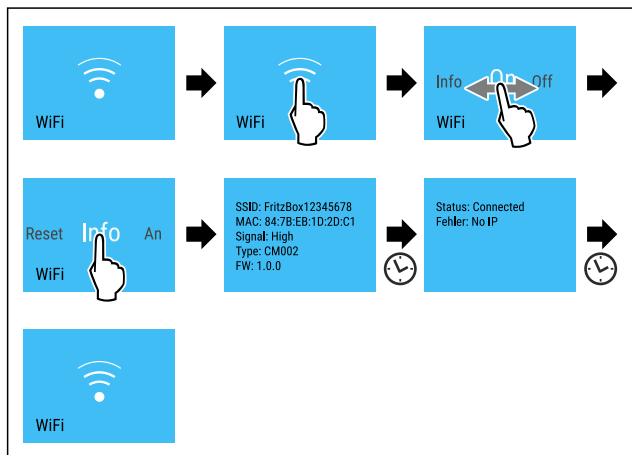 WiFi
WiFi
Info On Off
WiFi
Reset Info An
WiFi
SSID: FritzBox12345678
MAC: 84:7B:EB:1D:2D:C1
Signal: High
Type: CM002
FW: 1.0.0
Status: Connected
Fehler: No IP
WiFi